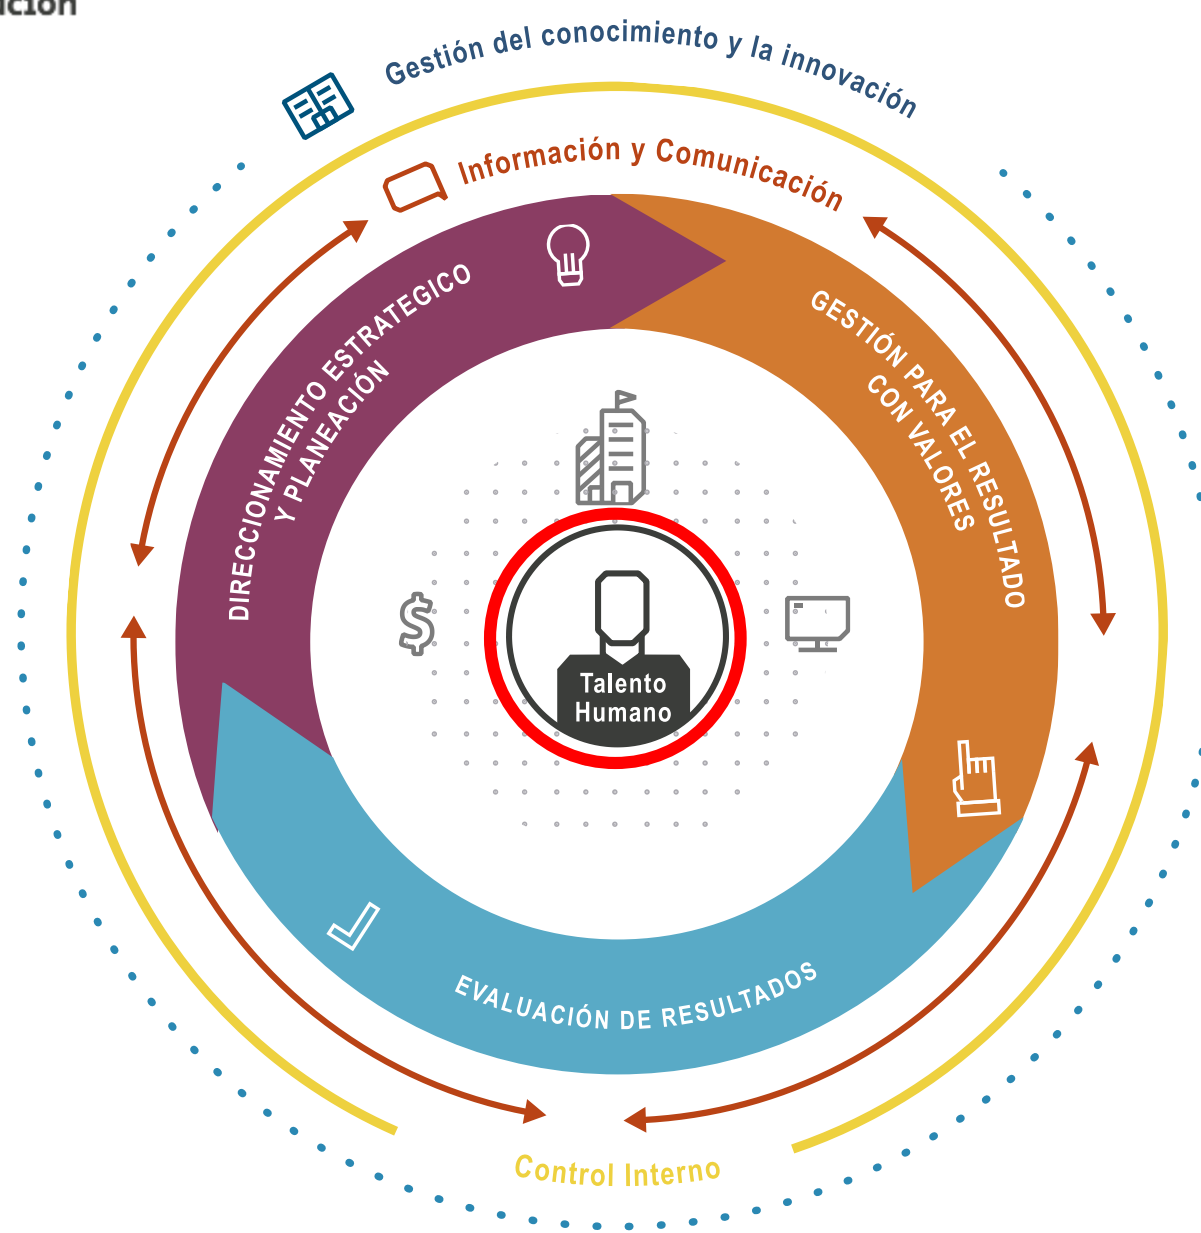 Gestión del conocimiento y la innovación
Información y Comunicación
DIRECCIONAMIENTO ESTRATEGICO
Y PLANEACIÓN
GESTIÓN PARA EL RESULTADO
CON VALORES
Talento
Humano
EVALUACIÓN DE RESULTADOS
Control Interno